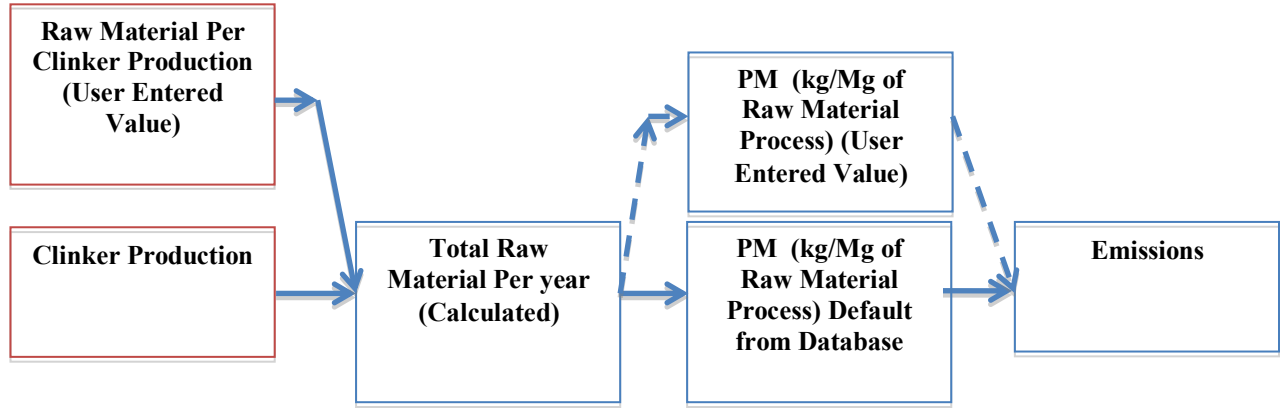 Raw Material Per
Clinker Production
(User Entered
Value)
Clinker Production
Total Raw
Material Per year
(Calculated)
PM (kg/Mg of
Raw Material
Process) (User
Entered Value)
PM (kg/Mg of
Raw Material
Process) Default
from Database
Emissions